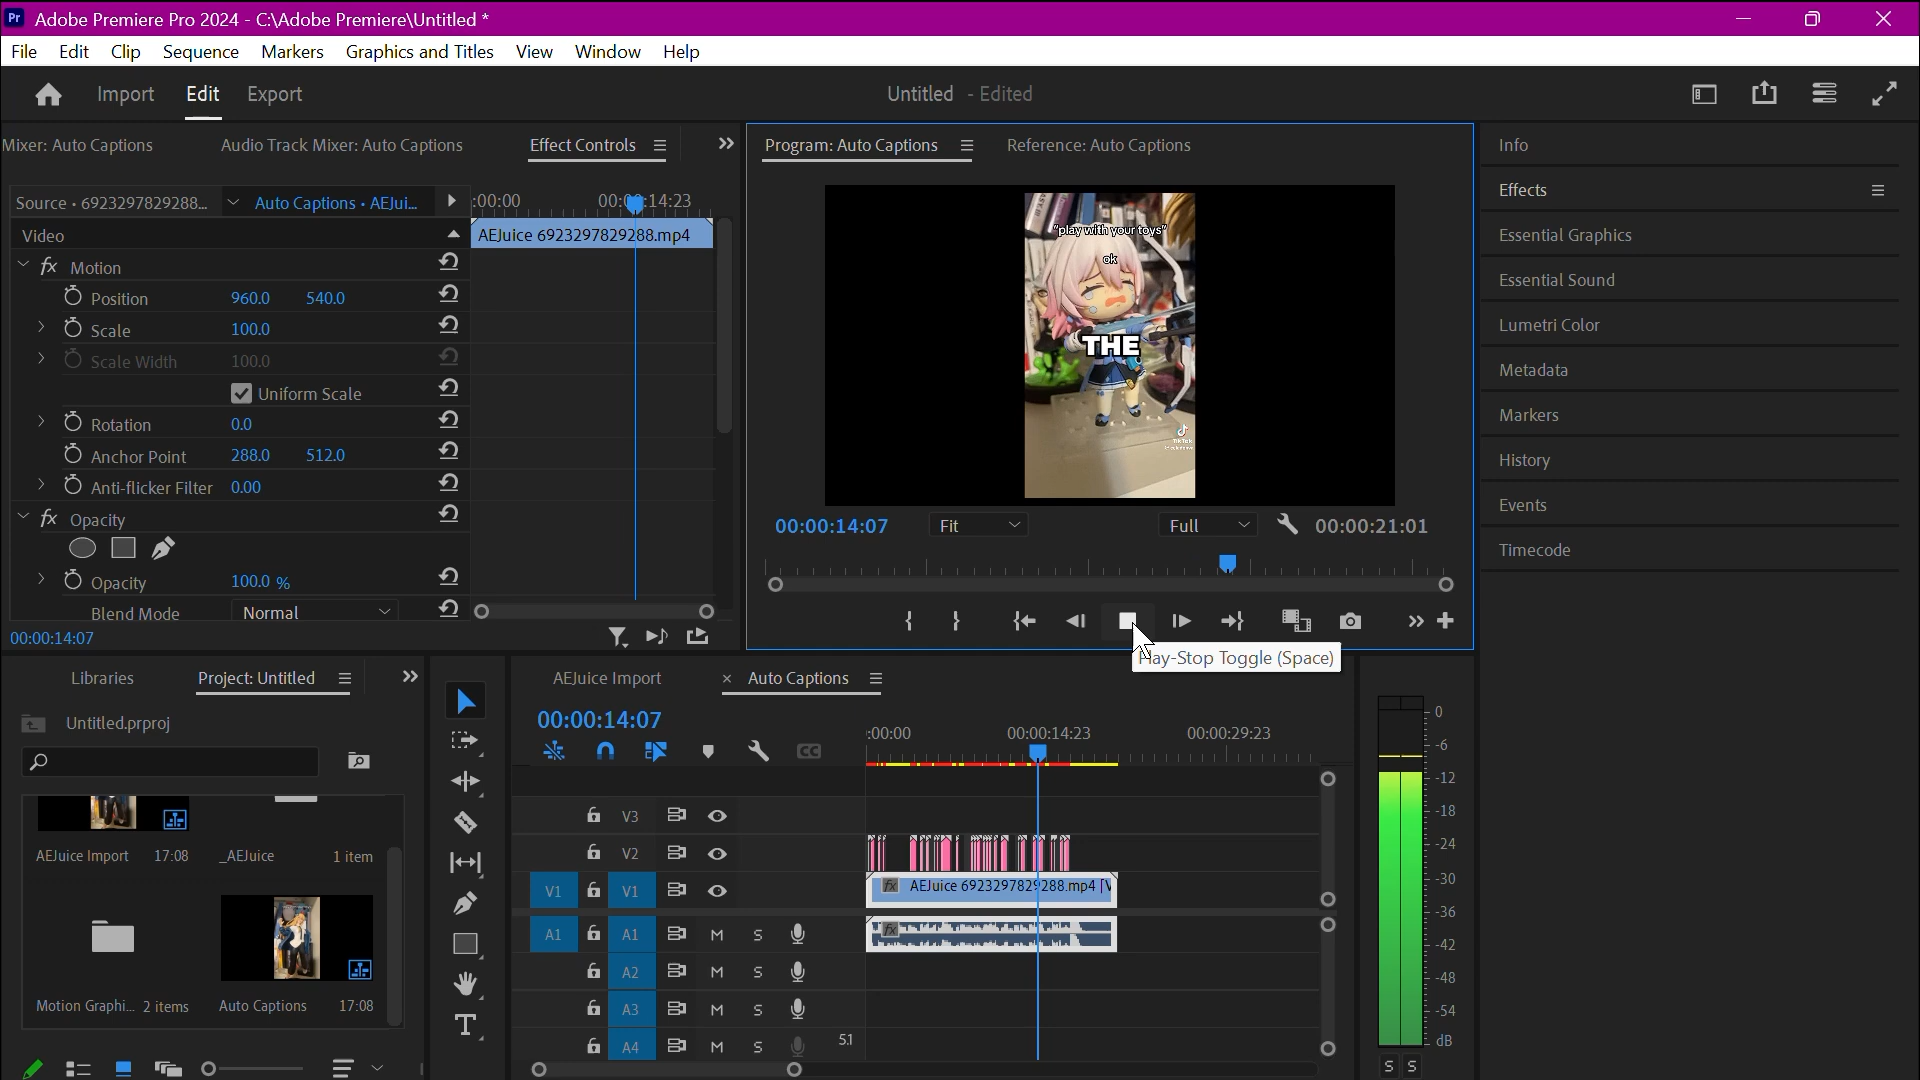 Pr Adobe Premiere Pro 2024 - C:\Adobe Premiere\Untitled *
File Edit Clip Sequence Markers Graphics and Titles View Window Help
Import Edit Export Untitled - Edited
Mixer: Auto Captions Audio Track Mixer: Auto Captions Effect Controls
Source • 6923297829288... Auto Captions • AEJui... :00:00 00:00:14:23
Video AEJuice 6923297829288.mp4
fx Motion
Position 960.0 540.0
Scale 100.0
Scale Width 100.0
Uniform Scale
Rotation 0.0
Anchor Point 288.0 512.0
Anti-flicker Filter 0.00
fx Opacity
Opacity 100.0 %
Blend Mode Normal
00:00:14:07
Program: Auto Captions Reference: Auto Captions
"play with your toys"
ok
THE
TikTok
00:00:14:07 Fit Full 00:00:21:01
Play-Stop Toggle (Space)
Info
Effects
Essential Graphics
Essential Sound
Lumetri Color
Metadata
Markers
History
Events
Timecode
Libraries Project: Untitled
Untitled.prproj
AEJuice Import 17:08 _AEJuice 1 item
Motion Graphi... 2 items Auto Captions 17:08
AEJuice Import × Auto Captions
00:00:14:07 :00:00 00:00:14:23 00:00:29:23
CC
V3
V2
V1 V1 fx AEJuice 6923297829288.mp4 [V
A1 A1 M S fx
A2 M S
A3 M S
A4 M S 5.1
0
-6
-12
-18
-24
-30
-36
-42
-48
-54
dB
S S